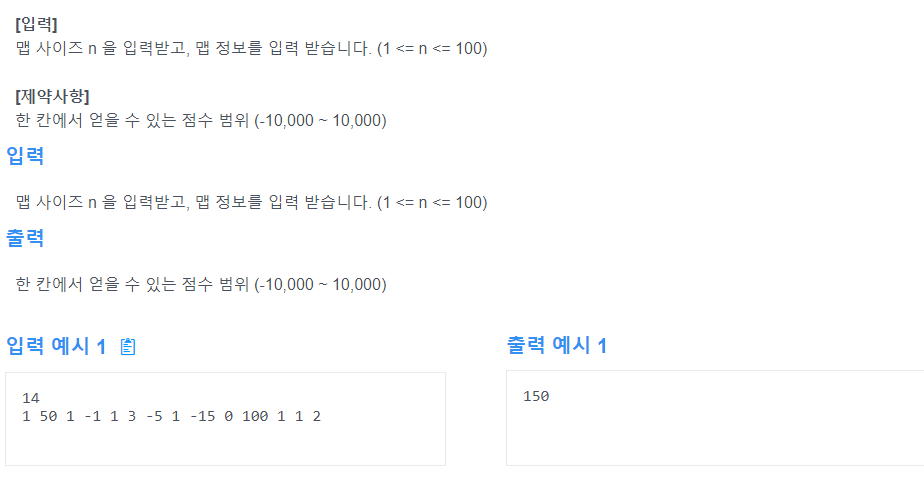 [입력]
맵 사이즈 n 을 입력받고, 맵 정보를 입력 받습니다. (1 <= n <= 100)
[제약사항]
한 칸에서 얻을 수 있는 점수 범위 (-10,000 ~ 10,000)
입력
맵 사이즈 n 을 입력받고, 맵 정보를 입력 받습니다. (1 <= n <= 100)
출력
한 칸에서 얻을 수 있는 점수 범위 (-10,000 ~ 10,000)
입력 예시 1
14
1 50 1 -1 1 3 -5 1 -15 0 100 1 1 2
출력 예시 1
150